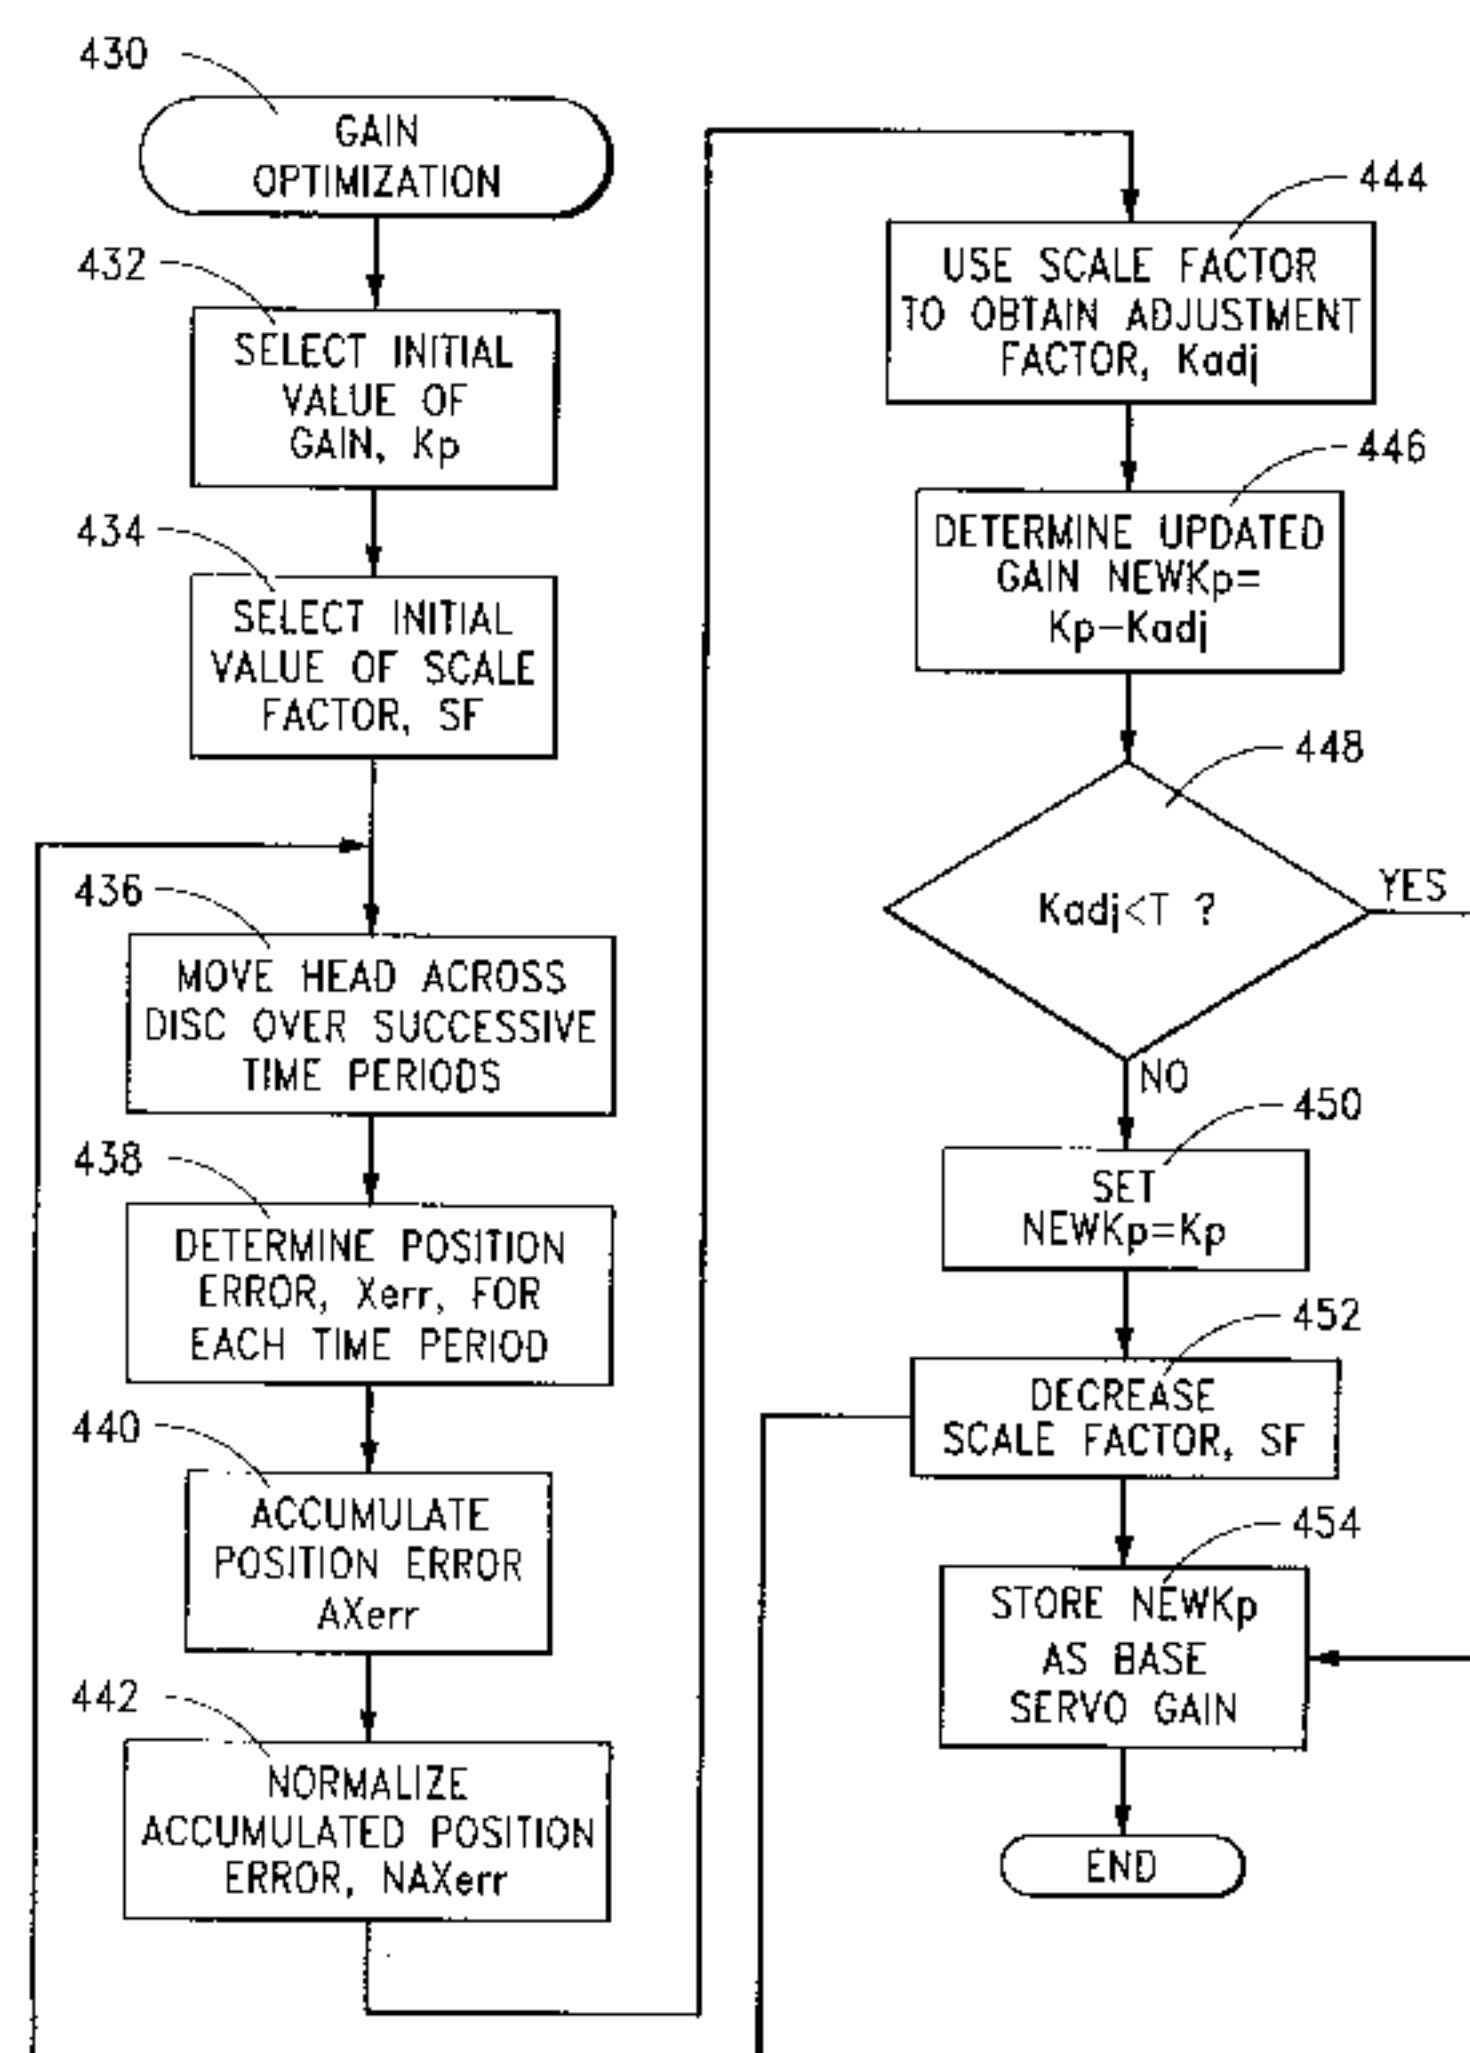 430
GAIN
OPTIMIZATION
432
SELECT INITIAL
VALUE OF
GAIN, Kp
434
SELECT INITIAL
VALUE OF SCALE
FACTOR, SF
436
MOVE HEAD ACROSS
DISC OVER SUCCESSIVE
TIME PERIODS
438
DETERMINE POSITION
ERROR, Xerr, FOR
EACH TIME PERIOD
440
ACCUMULATE
POSITION ERROR
AXerr
442
NORMALIZE
ACCUMULATED POSITION
ERROR, NAXerr
444
USE SCALE FACTOR
TO OBTAIN ADJUSTMENT
FACTOR, Kadj
446
DETERMINE UPDATED
GAIN NEWKp=
Kp-Kadj
448
Kadj<T ?
YES
NO
450
SET
NEWKp=Kp
452
DECREASE
SCALE FACTOR, SF
454
STORE NEWKp
AS BASE
SERVO GAIN
END